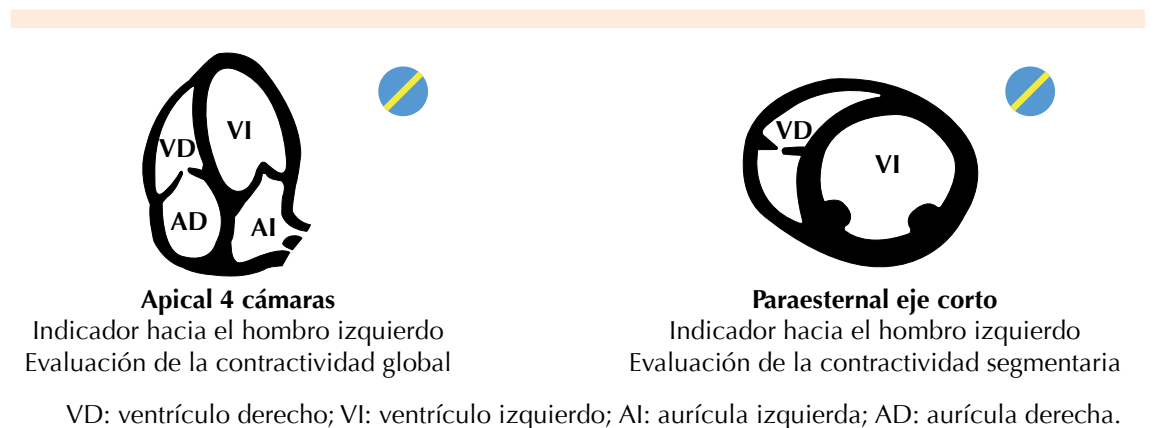 VD
VI
AD
AI
Apical 4 cámaras
Indicador hacia el hombro izquierdo
Evaluación de la contractividad global
VD
VI
Paraesternal eje corto
Indicador hacia el hombro izquierdo
Evaluación de la contractividad segmentaria
VD: ventrículo derecho; VI: ventrículo izquierdo; AI: aurícula izquierda; AD: aurícula derecha.